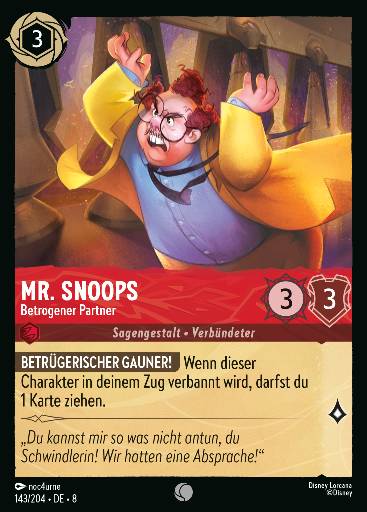 3
MR. SNOOPS
Betrogener Partner
3
3
Sagengestalt • Verbündeter
BETRÜGERISCHER GAUNER! Wenn dieser
Charakter in deinem Zug verbannt wird, darfst du
1 Karte ziehen.
„Du kannst mir so was nicht antun, du
Schwindlerin! Wir hotten eine Absprache!“
noc4urne
Disney Lorcana
143/204 • DE • 8
©Disney